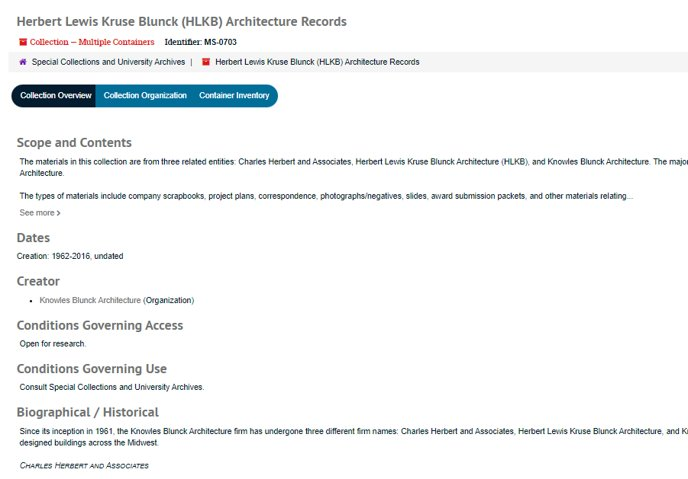 Herbert Lewis Kruse Blunck (HLKB) Architecture Records
Collection — Multiple Containers Identifier: MS-0703
Special Collections and University Archives | Herbert Lewis Kruse Blunck (HLKB) Architecture Records
Collection Overview Collection Organization Container Inventory
Scope and Contents
The materials in this collection are from three related entities: Charles Herbert and Associates, Herbert Lewis Kruse Blunck Architecture (HLKB), and Knowles Blunck Architecture. The major
Architecture.
The types of materials include company scrapbooks, project plans, correspondence, photographs/negatives, slides, award submission packets, and other materials relating...
See more >
Dates
Creation: 1962-2016, undated
Creator
• Knowles Blunck Architecture (Organization)
Conditions Governing Access
Open for research.
Conditions Governing Use
Consult Special Collections and University Archives.
Biographical / Historical
Since its inception in 1961, the Knowles Blunck Architecture firm has undergone three different firm names: Charles Herbert and Associates, Herbert Lewis Kruse Blunck Architecture, and K
designed buildings across the Midwest.
Charles Herbert and Associates